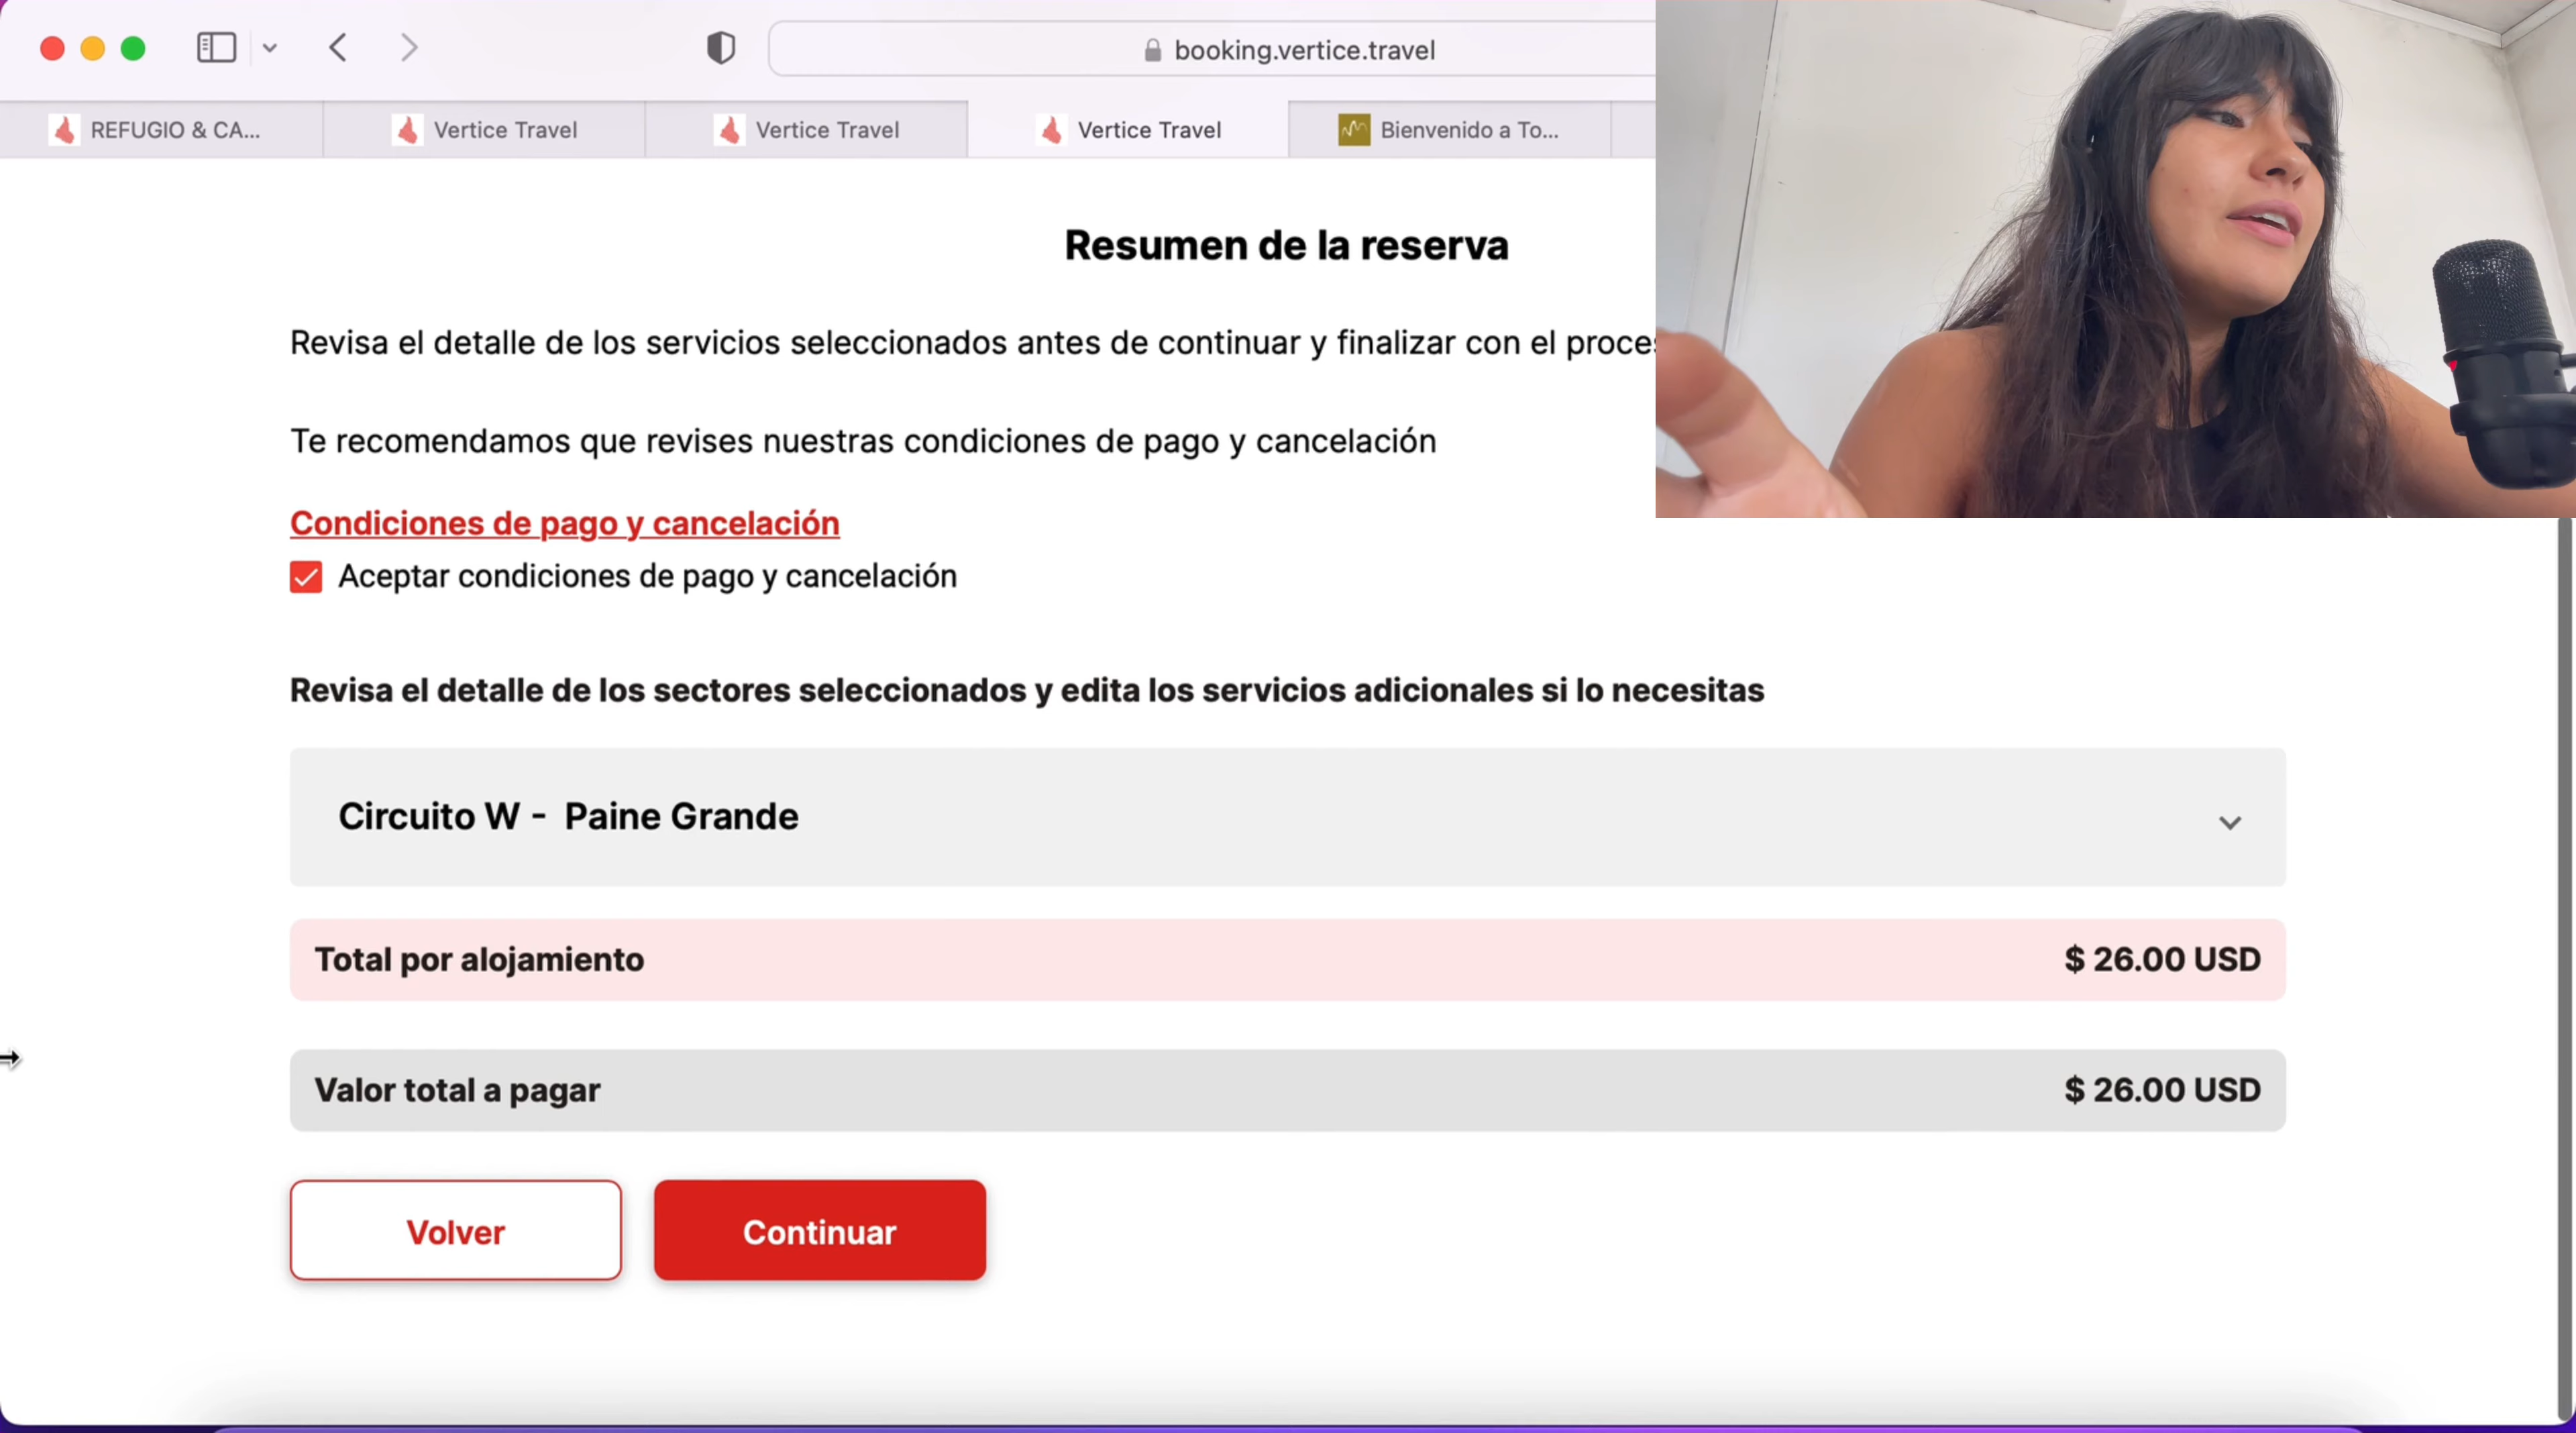 booking.vertice.travel
REFUGIO & CA...
Vertice Travel
Vertice Travel
Vertice Travel
Bienvenido a To...
Resumen de la reserva
Revisa el detalle de los servicios seleccionados antes de continuar y finalizar con el
Te recomendamos que revises nuestras condiciones de pago y cancelación
Condiciones de pago y cancelación
Aceptar condiciones de pago y cancelación
Revisa el detalle de los sectores seleccionados y edita los servicios adicionales si lo necesitas
Circuito W - Paine Grande
Total por alojamiento $ 26.00 USD
Valor total a pagar $ 26.00 USD
Volver
Continuar